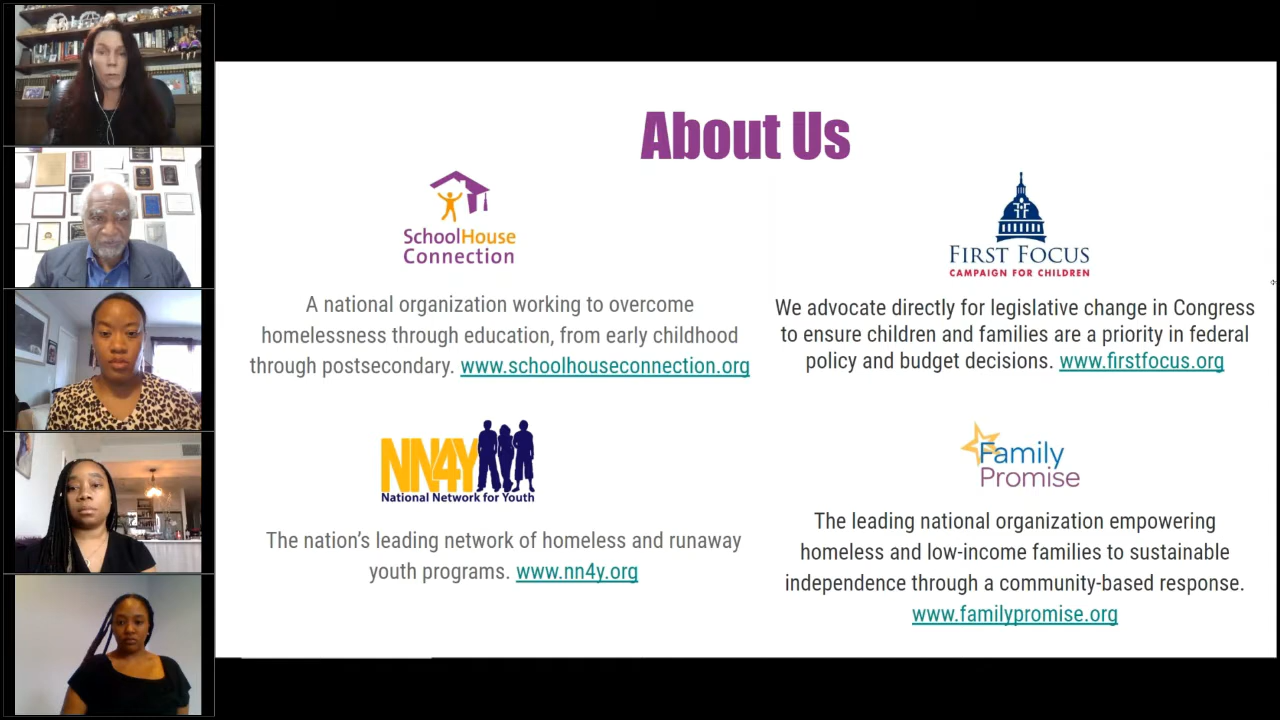 About Us
SchoolHouse
Connection
A national organization working to overcome
homelessness through education, from early childhood
through postsecondary. www.schoolhouseconnection.org
FIRST FOCUS
CAMPAIGN FOR CHILDREN
We advocate directly for legislative change in Congress
to ensure children and families are a priority in federal
policy and budget decisions. www.firstfocus.org
NN4Y
National Network for Youth
The nation’s leading network of homeless and runaway
youth programs. www.nn4y.org
Family
Promise
The leading national organization empowering
homeless and low-income families to sustainable
independence through a community-based response.
www.familypromise.org